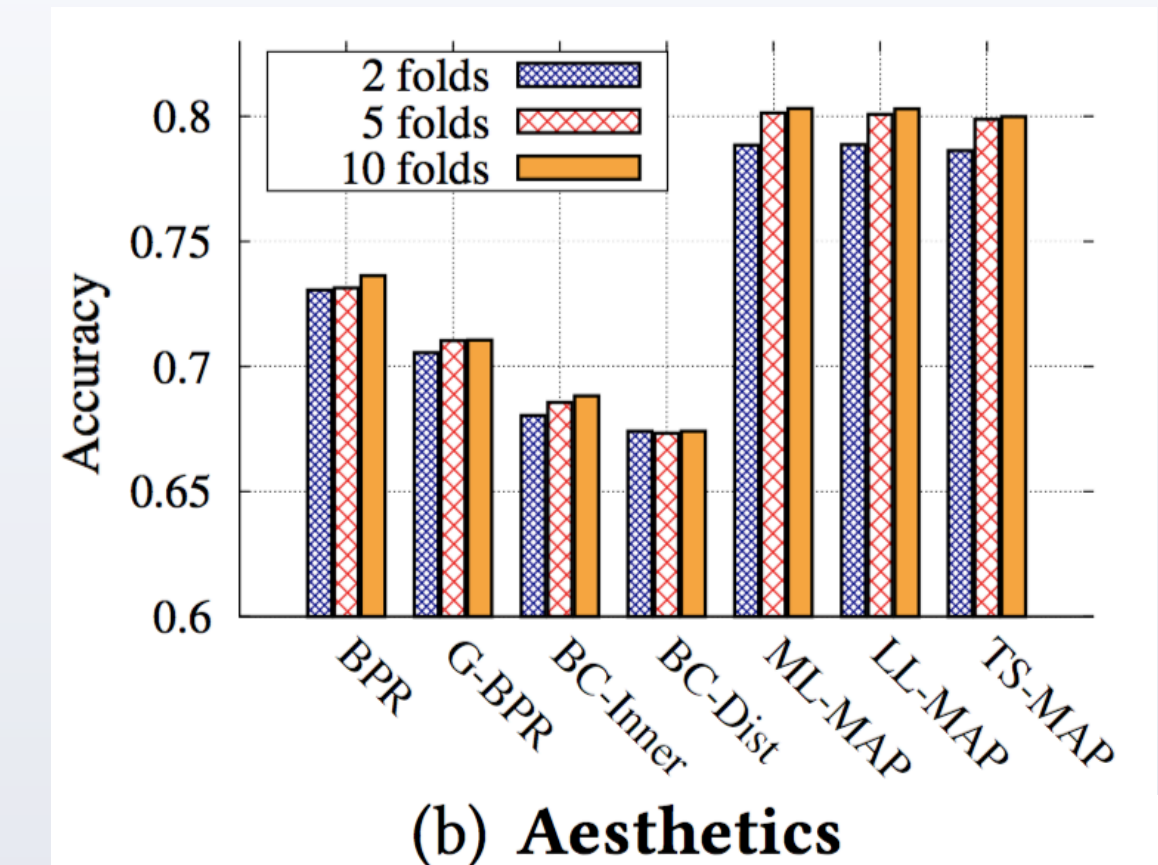 2 folds
5 folds
10 folds
0.8
0.75
0.7
0.65
0.6
Accuracy
BPR
G-BPR
BC-Inner
BC-Dist
ML-MAP
LL-MAP
TS-MAP
(b) Aesthetics